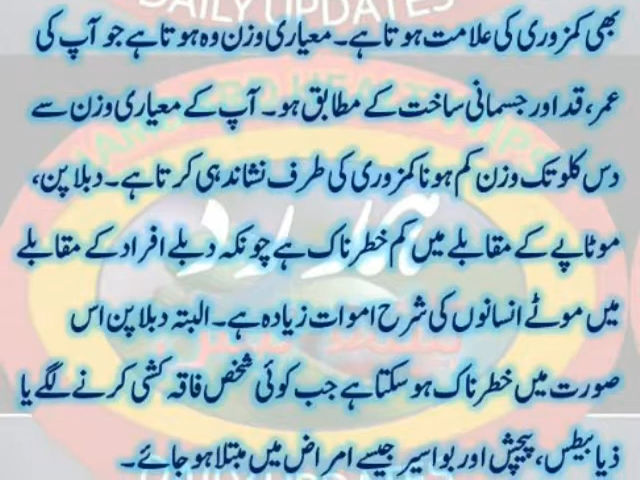 DAILY UPDATES
بھی کمزوری کی علامت ہوتا ہے۔ معیاری وزن وہ ہوتا ہے جو آپ کی
عمر، قد اور جسمانی ساخت کے مطابق ہو۔ آپ کے معیاری وزن سے
دس کلو تک وزن کم ہونا کمزوری کی طرف نشاندہی کرتا ہے۔ دبلا پن،
موٹاپے کے مقابلے میں کم خطرناک ہے چونکہ دبلے افراد کے مقابلے
میں موٹے انسانوں کی شرح اموات زیادہ ہے۔ البتہ دبلا پن اس
صورت میں خطرناک ہو سکتا ہے جب کوئی شخص فاقہ کشی کرنے لگے یا
ذیابیطس، پیچش اور بواسیر جیسے امراض میں مبتلا ہو جائے۔
DAILY UPDATES